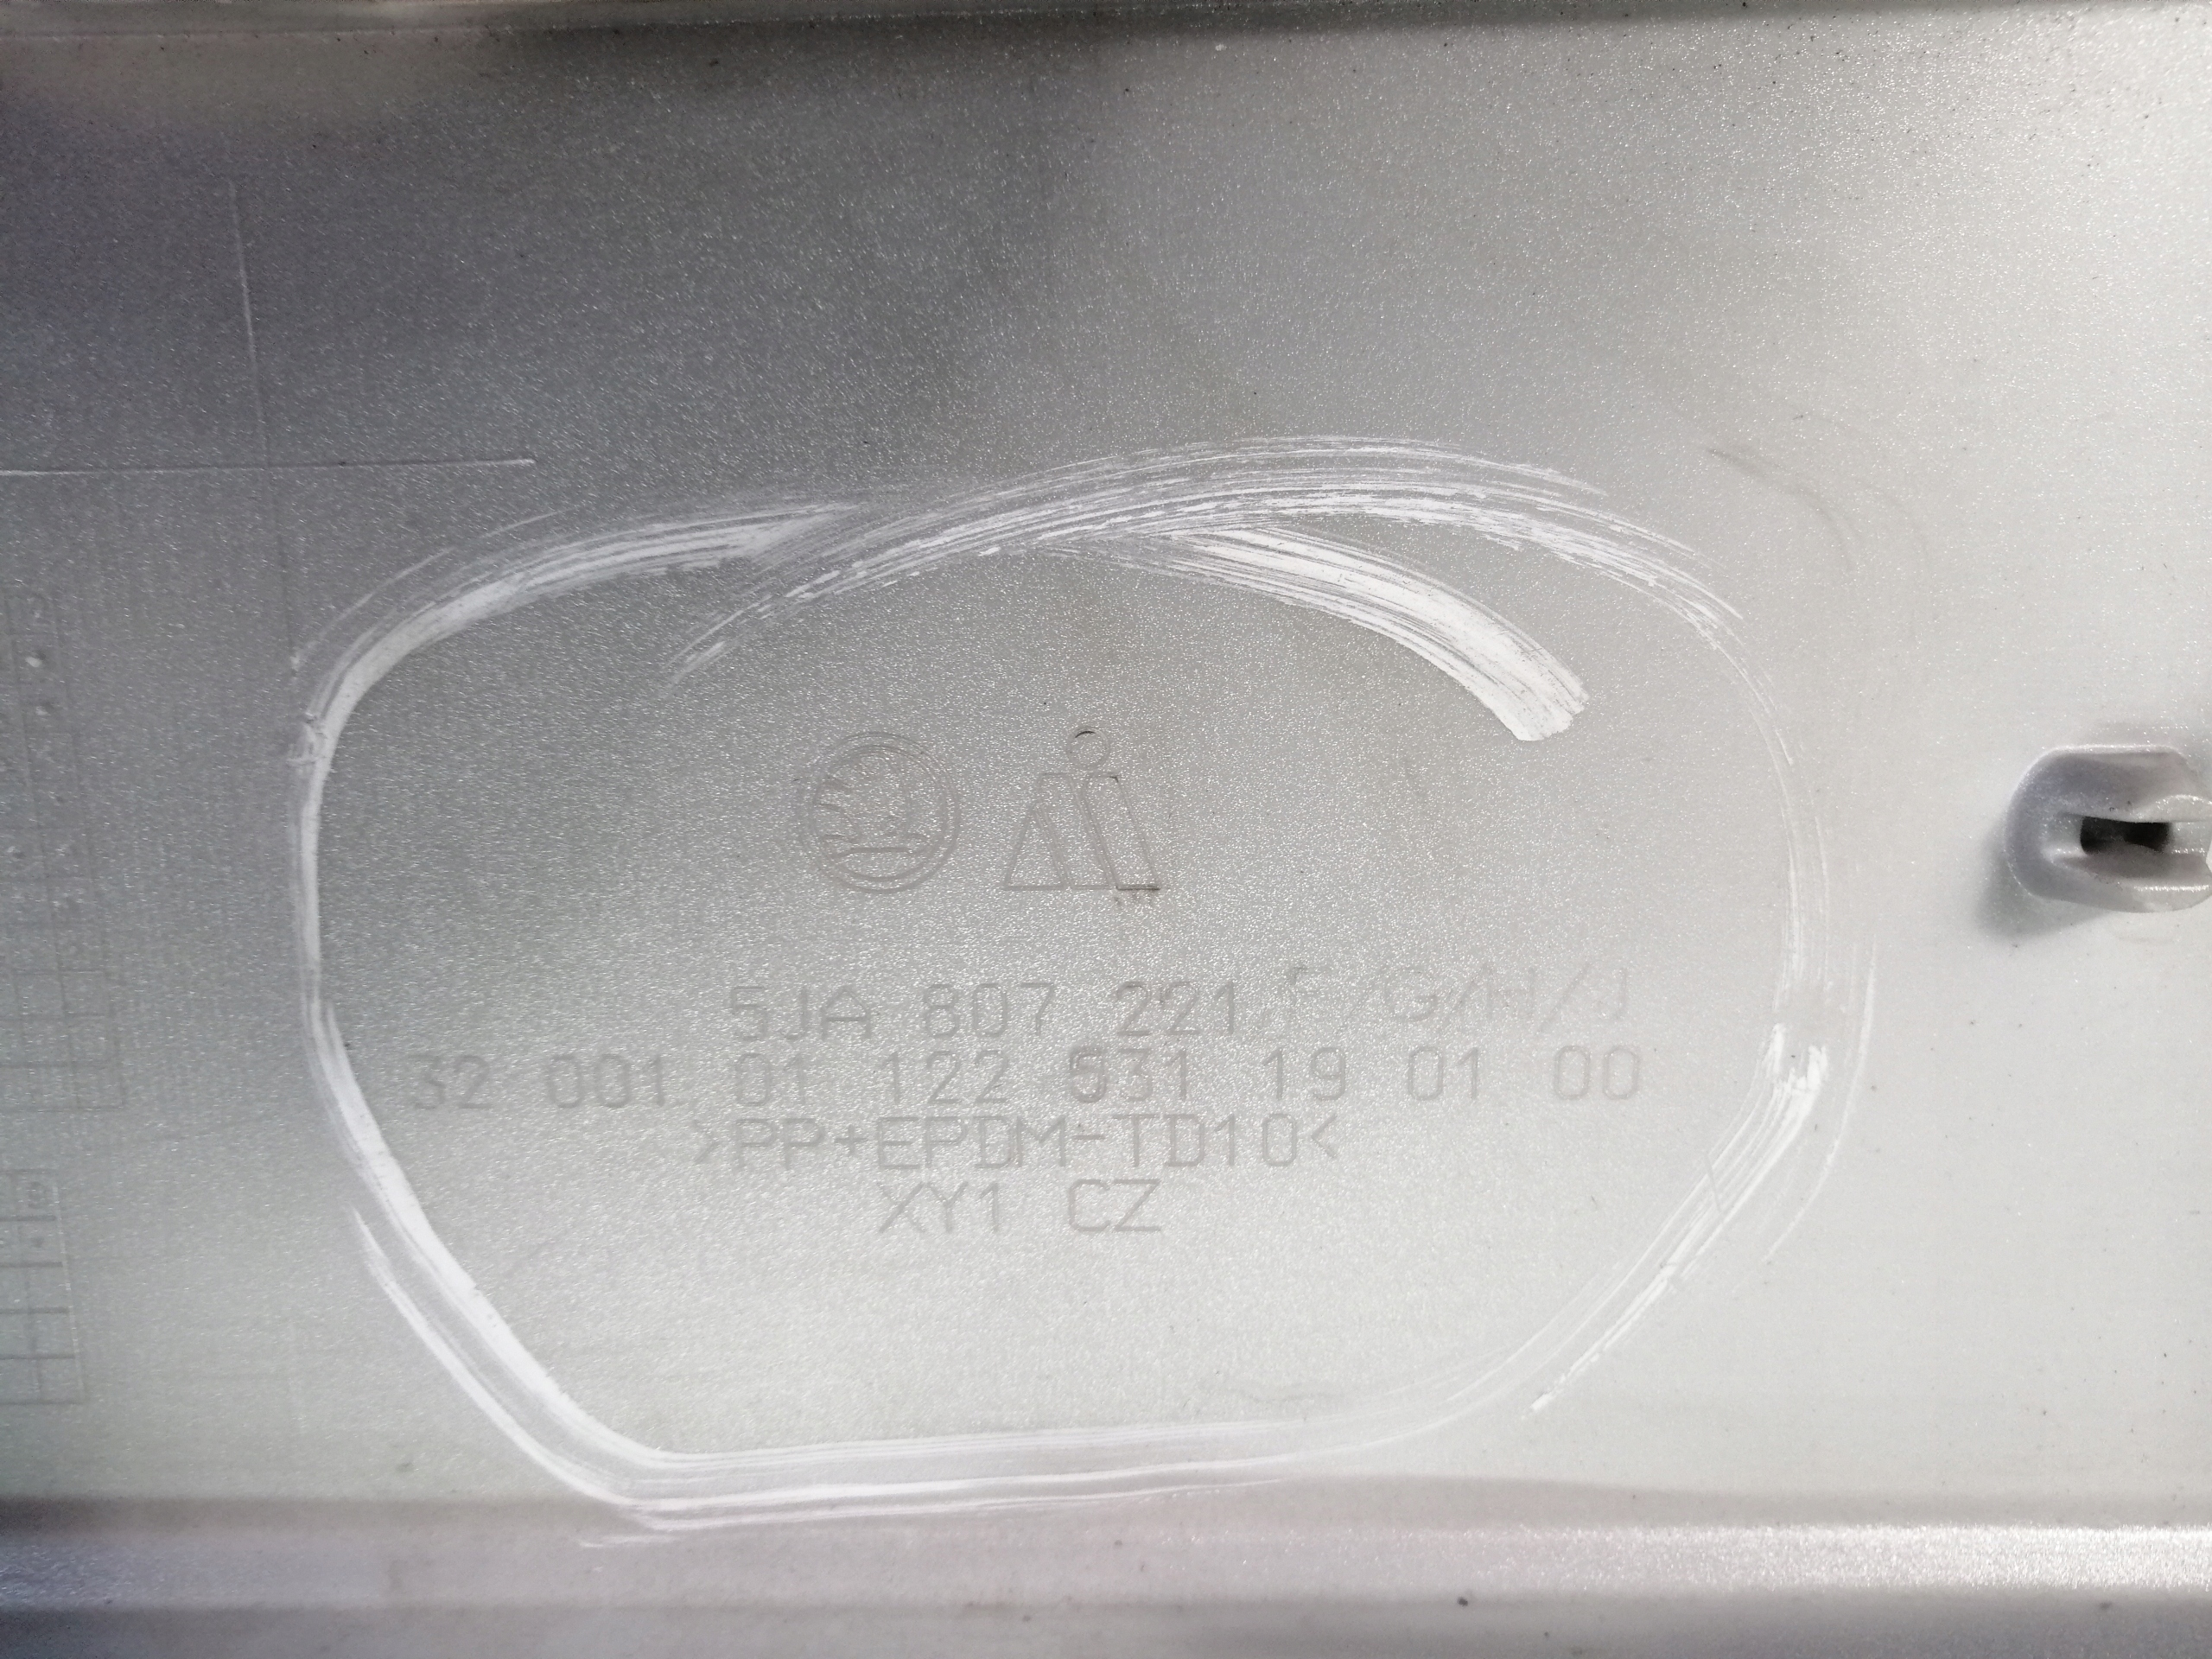 5JA 807 221 F/G/H/J
32 001 01 122 531 19 01 00
>PP+EPDM-TD10<
XY1 CZ